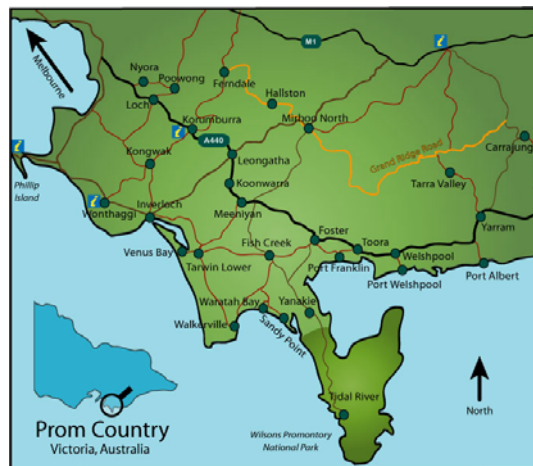 M1
Melbourne
Nyora
Poowong
Ferndale
Loch
Hallston
Korumburra
Mirboo North
A440
Grand Ridge Road
Carrajung
Kongwak
Leongatha
Phillip
Island
Koonwarra
Tarra Valley
Wonthaggi
Inverloch
Meeniyan
Yarram
Foster
Venus Bay
Fish Creek
Toora
Welshpool
Tarwin Lower
Port Franklin
Port Albert
Port Welshpool
Waratah Bay
Yanakie
Walkerville
Sandy Point
Tidal River
North
Prom Country
Victoria, Australia
Wilsons Promontory
National Park